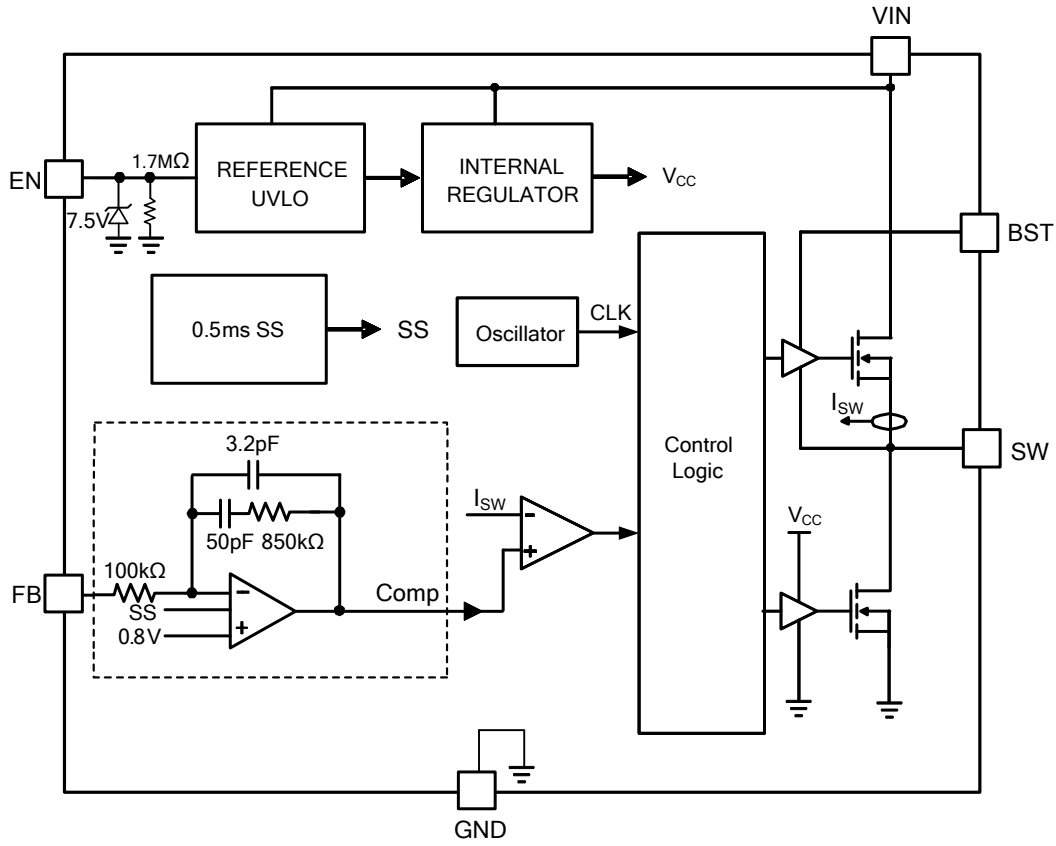 VIN
EN
1.7MΩ
7.5V
REFERENCE
UVLO
INTERNAL
REGULATOR
VCC
BST
0.5ms SS
SS
Oscillator
CLK
Control
Logic
ISW
SW
3.2pF
50pF 850kΩ
ISW
−
+
VCC
FB
100kΩ
SS
0.8V
−
+
Comp
GND